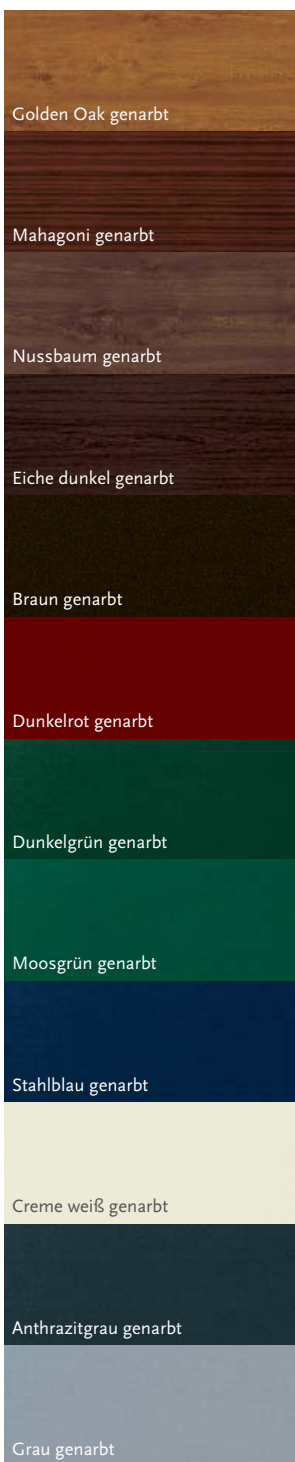 Golden Oak genarbt
Mahagoni genarbt
Nussbaum genarbt
Eiche dunkel genarbt
Braun genarbt
Dunkelrot genarbt
Dunkelgrün genarbt
Moosgrün genarbt
Stahlblau genarbt
Creme weiß genarbt
Anthrazitgrau genarbt
Grau genarbt